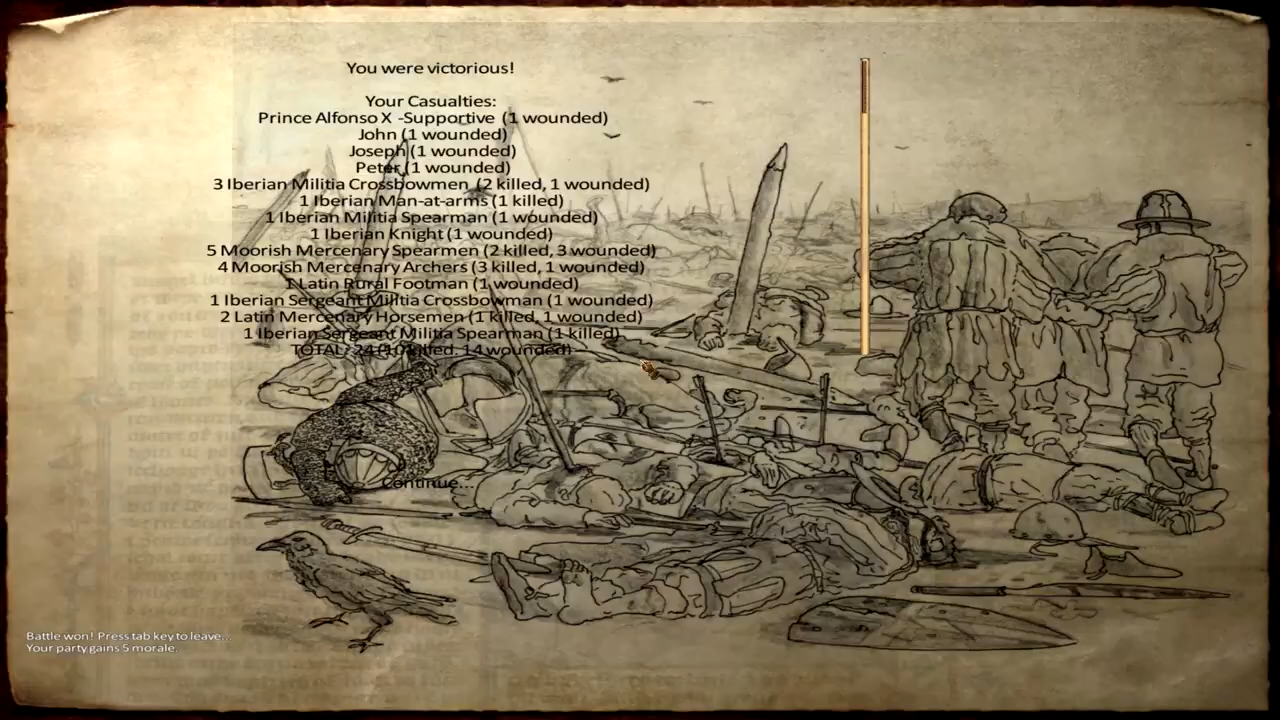 You were victorious!
Your Casualties:
Prince Alfonso X -Supportive (1 wounded)
John (1 wounded)
Joseph (1 wounded)
Peter (1 wounded)
3 Iberian Militia Crossbowmen (2 killed, 1 wounded)
1 Iberian Man-at-arms (1 killed)
1 Iberian Militia Spearman (1 wounded)
1 Iberian Knight (1 wounded)
5 Moorish Mercenary Spearmen (2 killed, 3 wounded)
4 Moorish Mercenary Archers (3 killed, 1 wounded)
1 Latin Rural Footman (1 wounded)
1 Iberian Sergeant Militia Crossbowman (1 wounded)
2 Latin Mercenary Horsemen (1 killed, 1 wounded)
1 Iberian Sergeant Militia Spearman (1 killed)
TOTAL: 24 (10 killed, 14 wounded)
Continue...
Battle won! Press tab key to leave...
Your party gains 5 morale.